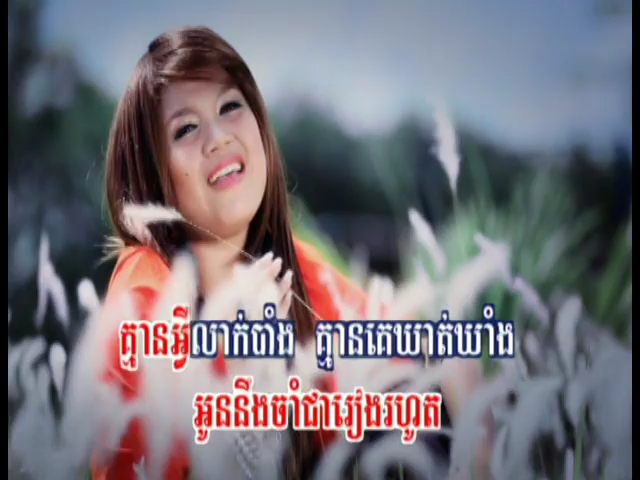 គ្មានអ្វីលាក់បាំង គ្មានគេឃាត់ឃាំង
អូននឹងចាំជារៀងរហូត